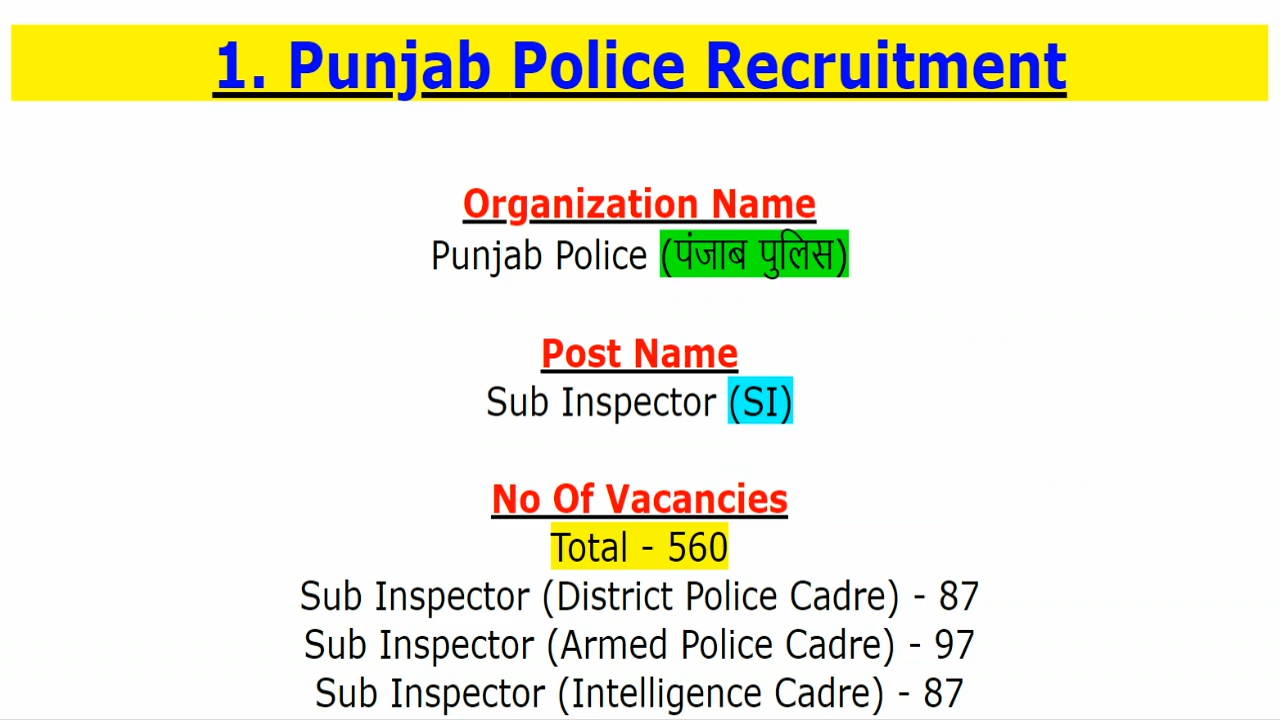 1. Punjab Police Recruitment
Organization Name
Punjab Police (पंजाब पुलिस)
Post Name
Sub Inspector (SI)
No Of Vacancies
Total - 560
Sub Inspector (District Police Cadre) - 87
Sub Inspector (Armed Police Cadre) - 97
Sub Inspector (Intelligence Cadre) - 87